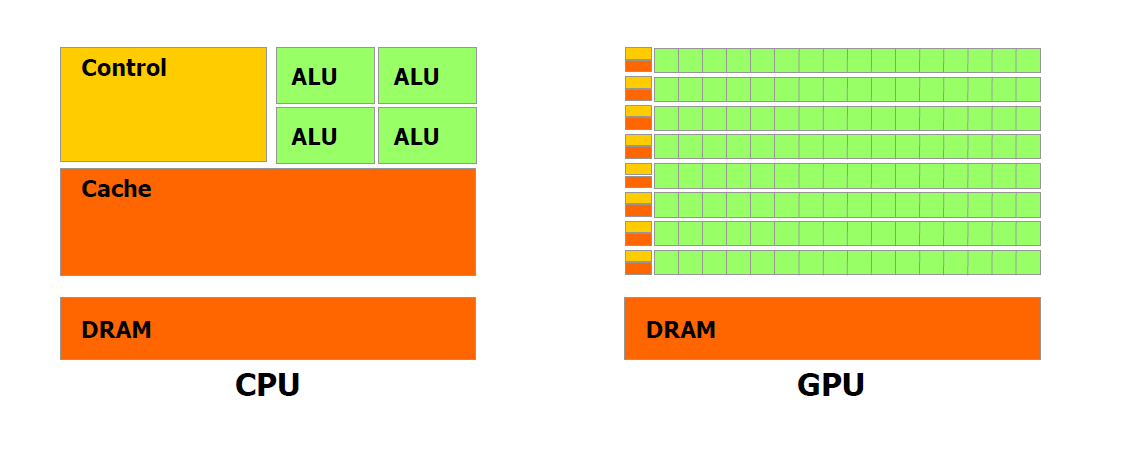 Control
ALU
ALU
ALU
ALU
Cache
DRAM
CPU
DRAM
GPU